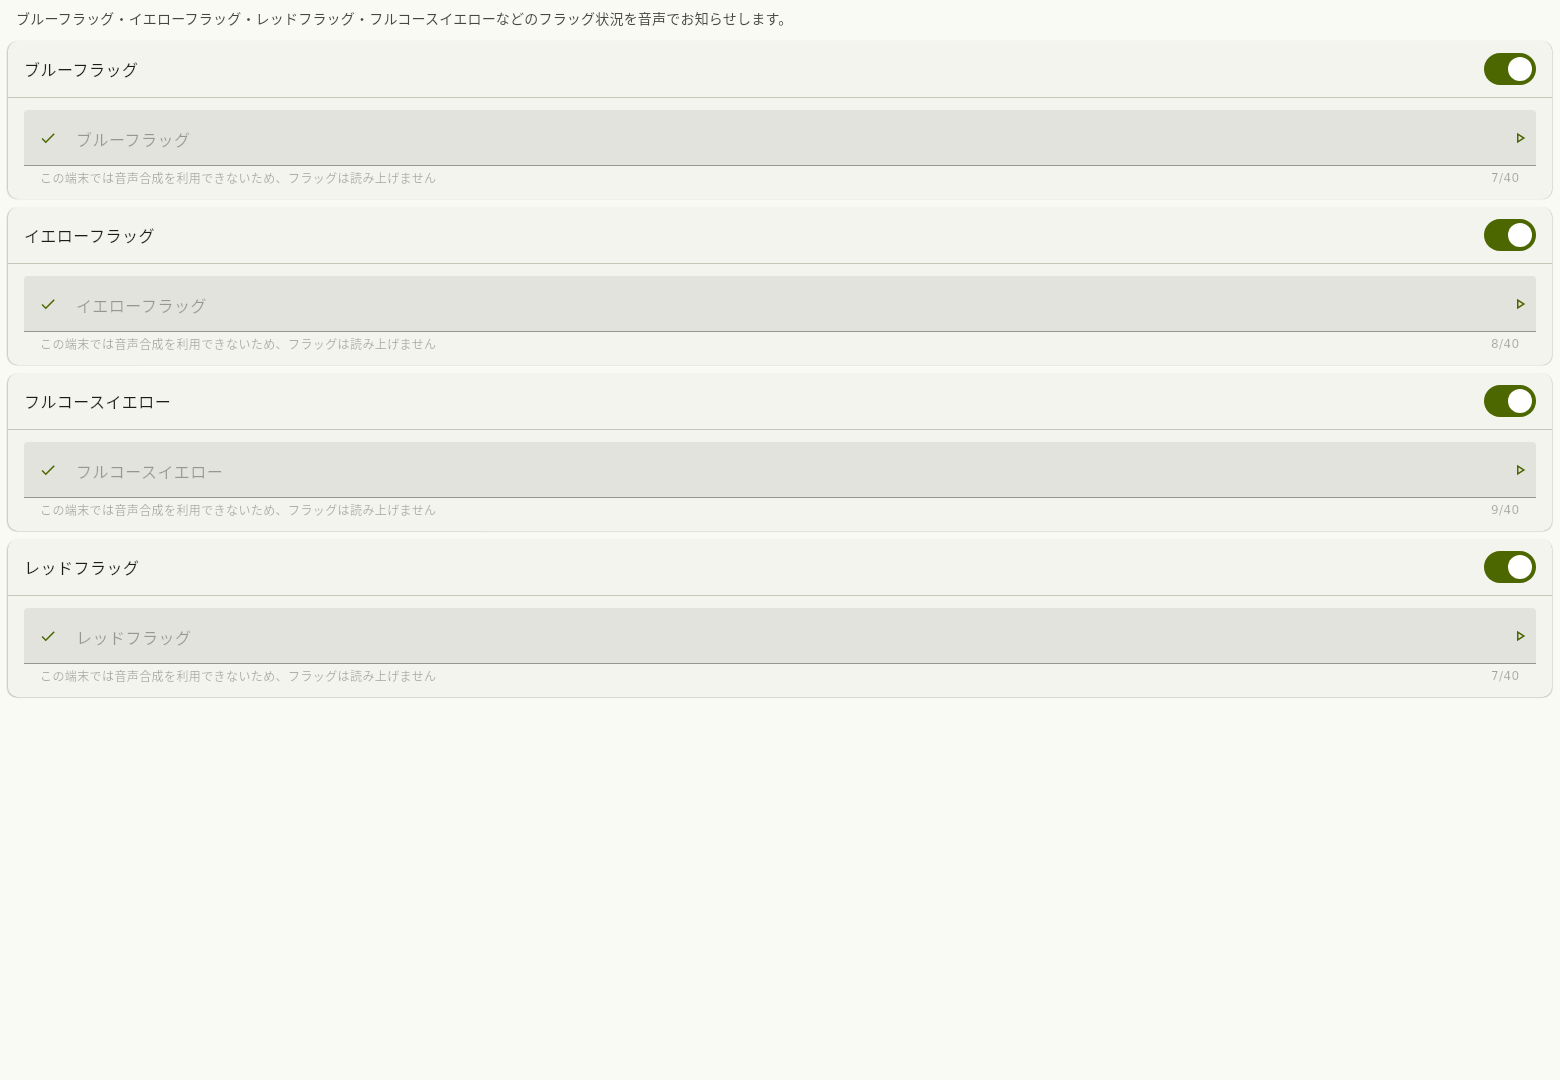 ブルーフラッグ・イエローフラッグ・レッドフラッグ・フルコースイエローなどのフラッグ状況を音声でお知らせします。
ブルーフラッグ
ブルーフラッグ
この端末では音声合成を利用できないため、フラッグは読み上げません 7/40
イエローフラッグ
イエローフラッグ
この端末では音声合成を利用できないため、フラッグは読み上げません 8/40
フルコースイエロー
フルコースイエロー
この端末では音声合成を利用できないため、フラッグは読み上げません 9/40
レッドフラッグ
レッドフラッグ
この端末では音声合成を利用できないため、フラッグは読み上げません 7/40